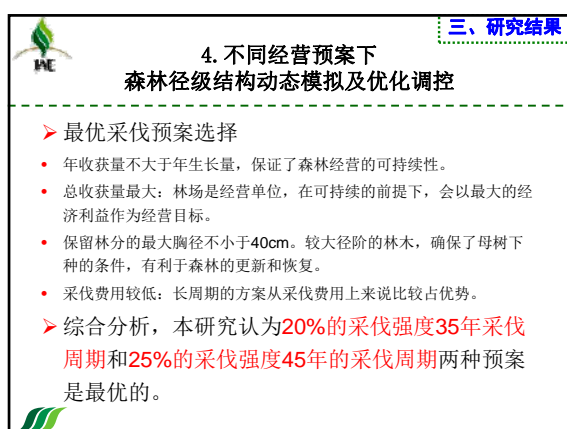 三、研究结果
IAE
4.不同经营预案下
森林径级结构动态模拟及优化调控
最优采伐预案选择
年收获量不大于年生长量，保证了森林经营的可持续性。
总收获量最大：林场是经营单位，在可持续的前提下，会以最大的经
济利益作为经营目标。
保留林分的最大胸径不小于40cm。较大径阶的林木，确保了母树下
种的条件，有利于森林的更新和恢复。
采伐费用较低：长周期的方案从采伐费用上来说比较占优势。
综合分析，本研究认为20%的采伐强度35年采伐
周期和25%的采伐强度45年的采伐周期两种预案
是最优的。